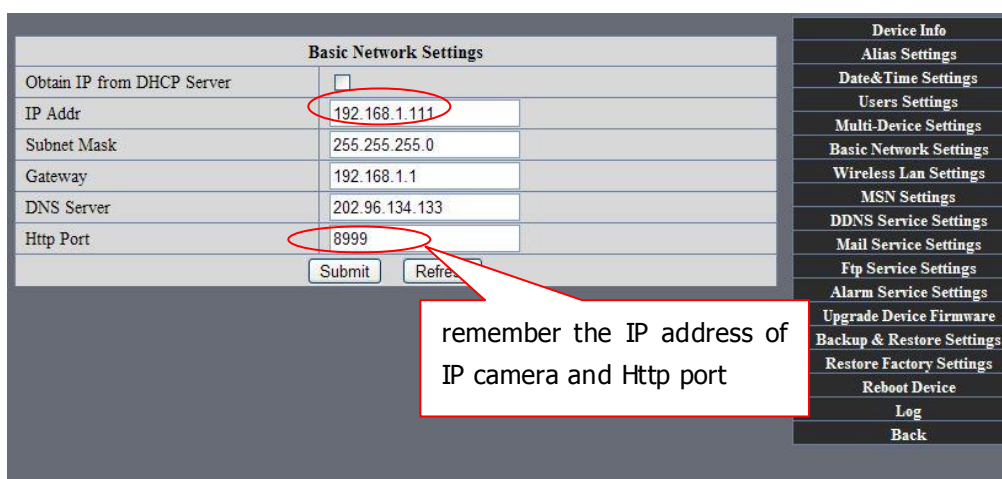 Basic Network Settings
Obtain IP from DHCP Server
IP Addr 192.168.1.111
Subnet Mask 255.255.255.0
Gateway 192.168.1.1
DNS Server 202.96.134.133
Http Port 8999
Submit Refresh
remember the IP address of
IP camera and Http port
Device Info
Alias Settings
Date&Time Settings
Users Settings
Multi-Device Settings
Basic Network Settings
Wireless Lan Settings
MSN Settings
DDNS Service Settings
Mail Service Settings
Ftp Service Settings
Alarm Service Settings
Upgrade Device Firmware
Backup & Restore Settings
Restore Factory Settings
Reboot Device
Log
Back